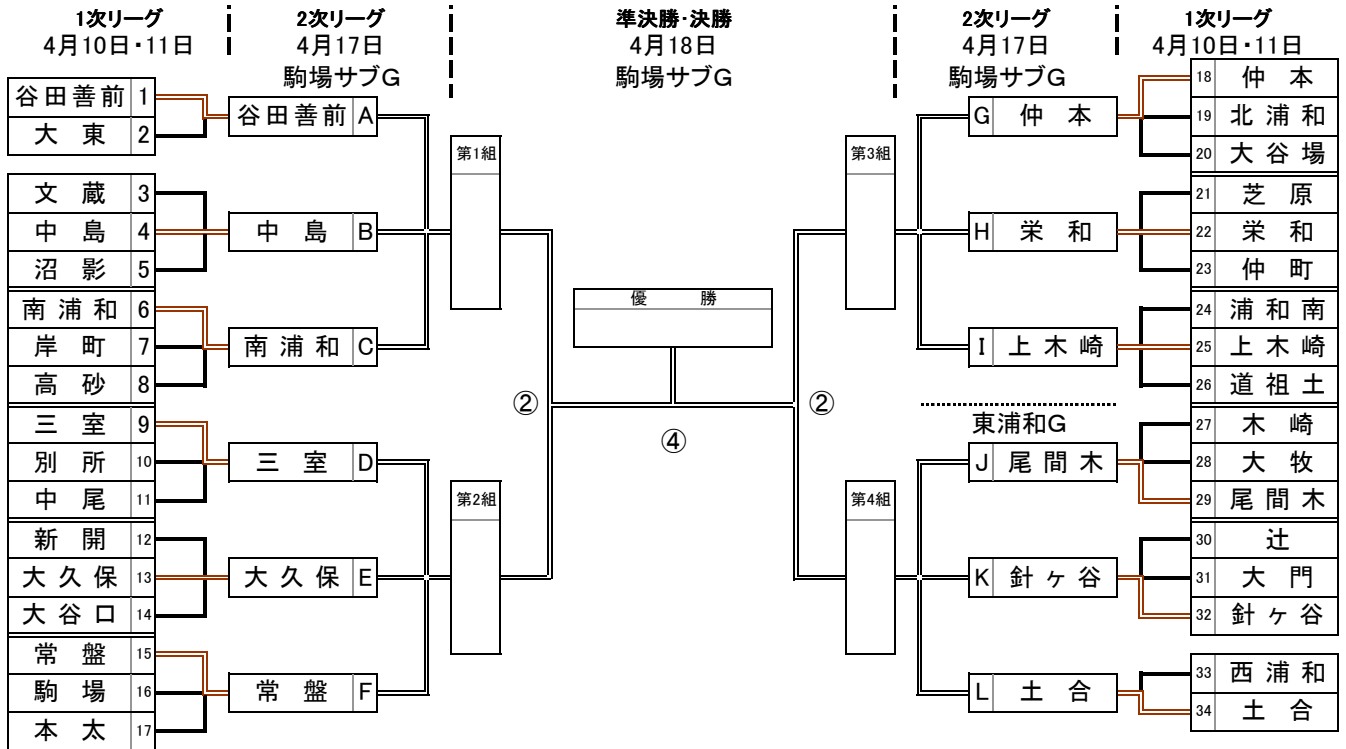 1次リーグ
4月10日・11日
2次リーグ
4月17日
駒場サブG
準決勝・決勝
4月18日
駒場サブG
2次リーグ
4月17日
駒場サブG
1次リーグ
4月10日・11日
谷田善前 1
大東 2
文蔵 3
中島 4
沼影 5
南浦和 6
岸町 7
高砂 8
三室 9
別所 10
中尾 11
新開 12
大久保 13
大谷口 14
常盤 15
駒場 16
本太 17
谷田善前 A
中島 B
南浦和 C
三室 D
大久保 E
常盤 F
第1組
第2組
②
優勝
④
②
第3組
第4組
G 仲本
H 栄和
I 上木崎
東浦和G
J 尾間木
K 針ヶ谷
L 土合
18 仲本
19 北浦和
20 大谷場
21 芝原
22 栄和
23 仲町
24 浦和南
25 上木崎
26 道祖土
27 木崎
28 大牧
29 尾間木
30 辻
31 大門
32 針ヶ谷
33 西浦和
34 土合